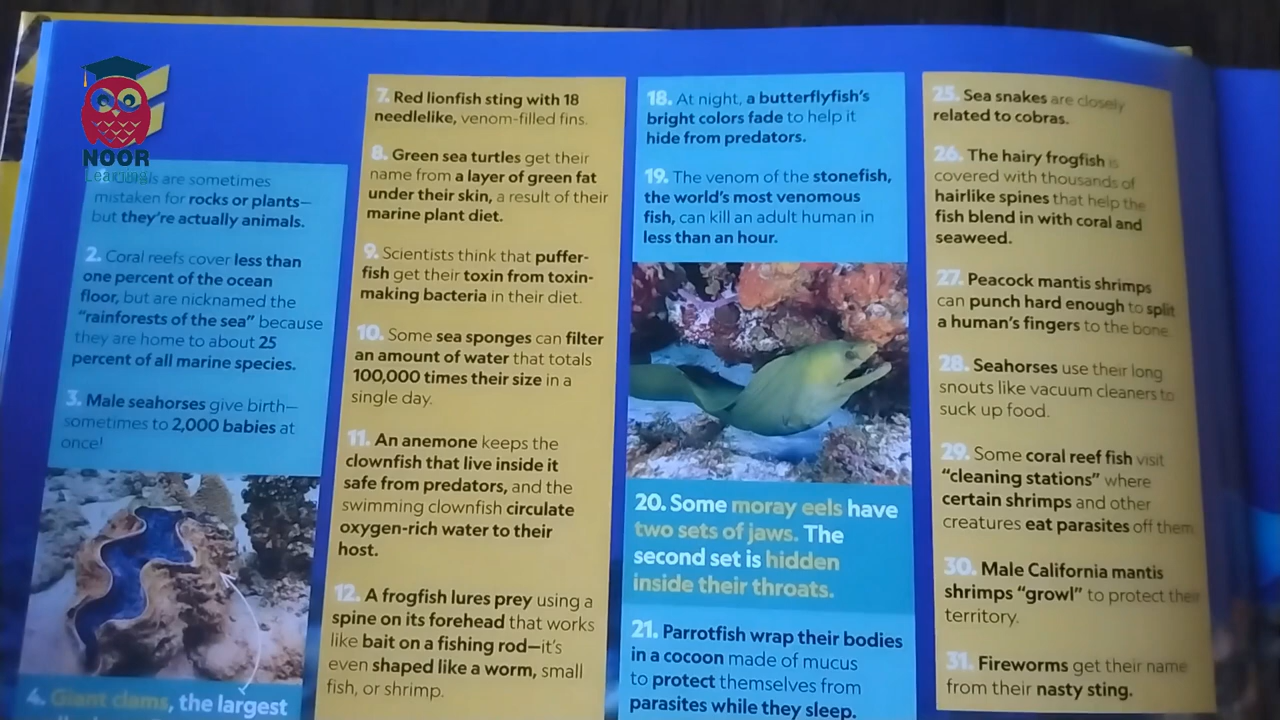 NOOR
Learning
1. Corals are sometimes
mistaken for rocks or plants—
but they're actually animals.
2. Coral reefs cover less than
one percent of the ocean
floor, but are nicknamed the
"rainforests of the sea" because
they are home to about 25
percent of all marine species.
3. Male seahorses give birth—
sometimes to 2,000 babies at
once!
4. Giant clams, the largest
7. Red lionfish sting with 18
needlelike, venom-filled fins.
8. Green sea turtles get their
name from a layer of green fat
under their skin, a result of their
marine plant diet.
9. Scientists think that puffer-
fish get their toxin from toxin-
making bacteria in their diet.
10. Some sea sponges can filter
an amount of water that totals
100,000 times their size in a
single day.
11. An anemone keeps the
clownfish that live inside it
safe from predators, and the
swimming clownfish circulate
oxygen-rich water to their
host.
12. A frogfish lures prey using a
spine on its forehead that works
like bait on a fishing rod—it's
even shaped like a worm, small
fish, or shrimp.
18. At night, a butterflyfish's
bright colors fade to help it
hide from predators.
19. The venom of the stonefish,
the world's most venomous
fish, can kill an adult human in
less than an hour.
20. Some moray eels have
two sets of jaws. The
second set is hidden
inside their throats.
21. Parrotfish wrap their bodies
in a cocoon made of mucus
to protect themselves from
parasites while they sleep.
25. Sea snakes are closely
related to cobras.
26. The hairy frogfish is
covered with thousands of
hairlike spines that help the
fish blend in with coral and
seaweed.
27. Peacock mantis shrimps
can punch hard enough to split
a human's fingers to the bone.
28. Seahorses use their long
snouts like vacuum cleaners to
suck up food.
29. Some coral reef fish visit
"cleaning stations" where
certain shrimps and other
creatures eat parasites off them.
30. Male California mantis
shrimps "growl" to protect their
territory.
31. Fireworms get their name
from their nasty sting.